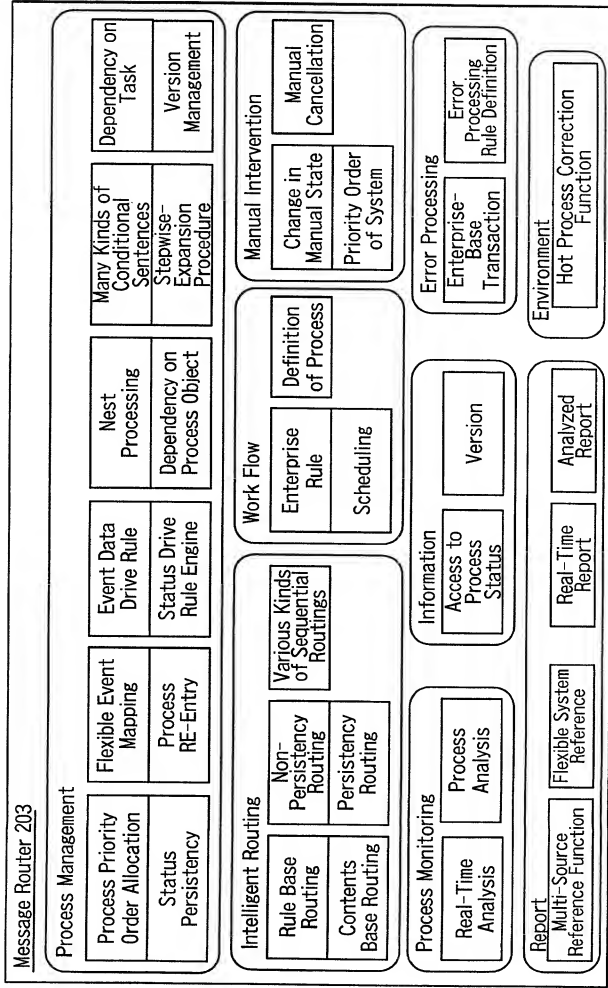 Message Router 203
Process Management
Process Priority
Order Allocation
Status
Persistency
Flexible Event
Mapping
Process
RE-Entry
Event Data
Drive Rule
Status Drive
Rule Engine
Nest
Processing
Dependency on
Process Object
Many Kinds of
Conditional
Sentences
Stepwise-
Expansion
Procedure
Dependency on
Task
Version
Management
Intelligent Routing
Rule Base
Routing
Contents
Base Routing
Non-
Persistency
Routing
Persistency
Routing
Various Kinds
of Sequential
Routings
Work Flow
Enterprise
Rule
Scheduling
Definition
of Process
Manual Intervention
Change in
Manual State
Priority Order
of System
Manual
Cancellation
Process Monitoring
Real-Time
Analysis
Process
Analysis
Information
Access to
Process
Status
Version
Error Processing
Enterprise-
Base
Transaction
Error
Processing
Rule Definition
Report
Multi-Source
Reference Function
Flexible System
Reference
Real-Time
Report
Analyzed
Report
Environment
Hot Process Correction
Function